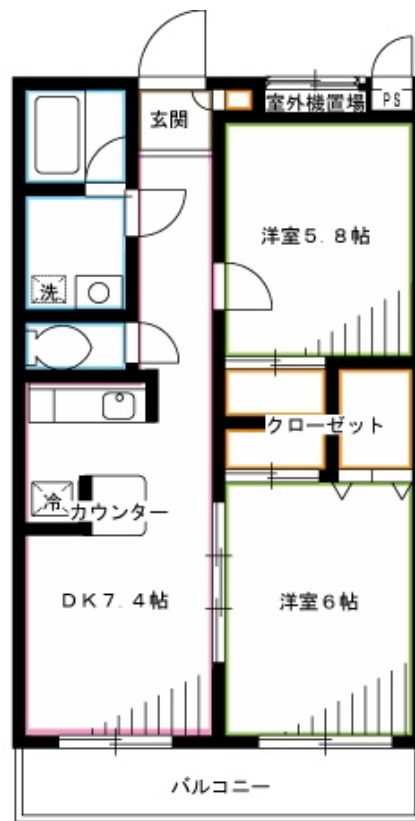 玄関
室外機置場
PS
洋室5.8帖
洗
クローゼット
冷
カウンター
DK7.4帖
洋室6帖
バルコニー